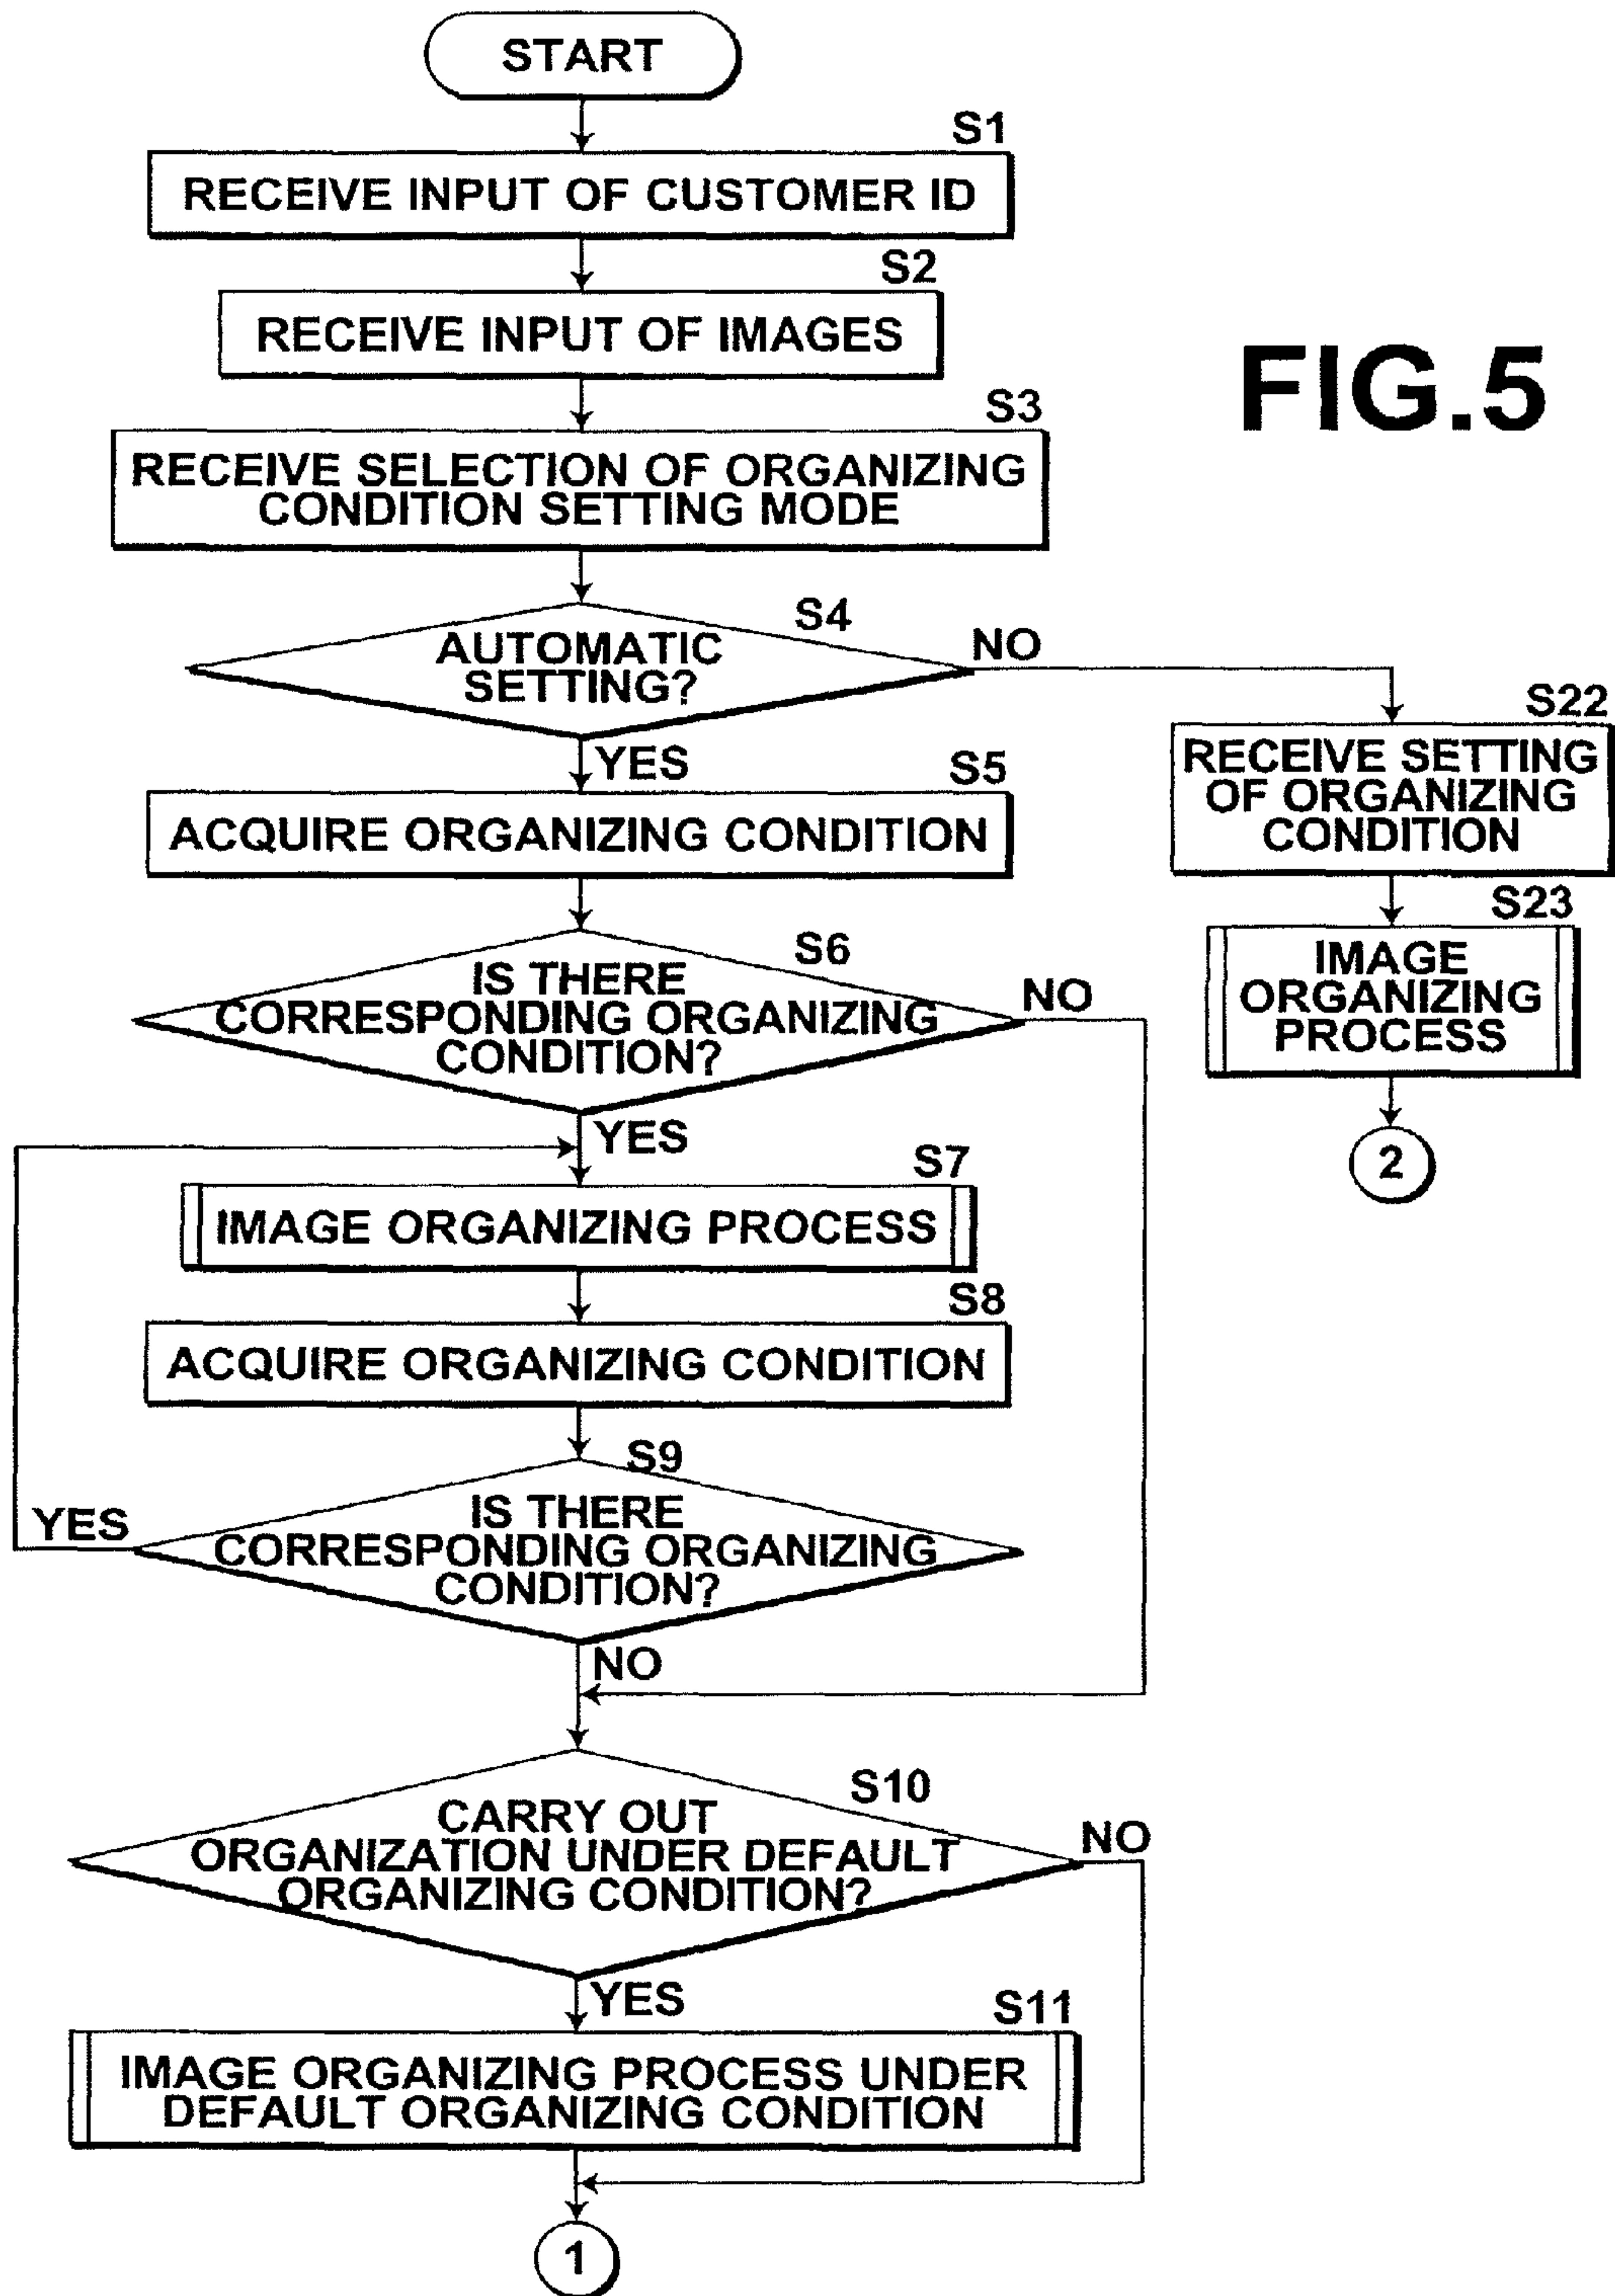 START
S1
RECEIVE INPUT OF CUSTOMER ID
S2
RECEIVE INPUT OF IMAGES
FIG.5
S3
RECEIVE SELECTION OF ORGANIZING
CONDITION SETTING MODE
S4
AUTOMATIC
SETTING?
NO
YES
S5
ACQUIRE ORGANIZING CONDITION
S22
RECEIVE SETTING
OF ORGANIZING
CONDITION
S23
IMAGE
ORGANIZING
PROCESS
2
S6
IS THERE
CORRESPONDING ORGANIZING
CONDITION?
NO
YES
S7
IMAGE ORGANIZING PROCESS
S8
ACQUIRE ORGANIZING CONDITION
S9
IS THERE
CORRESPONDING ORGANIZING
CONDITION?
YES
NO
S10
CARRY OUT
ORGANIZATION UNDER DEFAULT
ORGANIZING CONDITION?
NO
YES
S11
IMAGE ORGANIZING PROCESS UNDER
DEFAULT ORGANIZING CONDITION
1